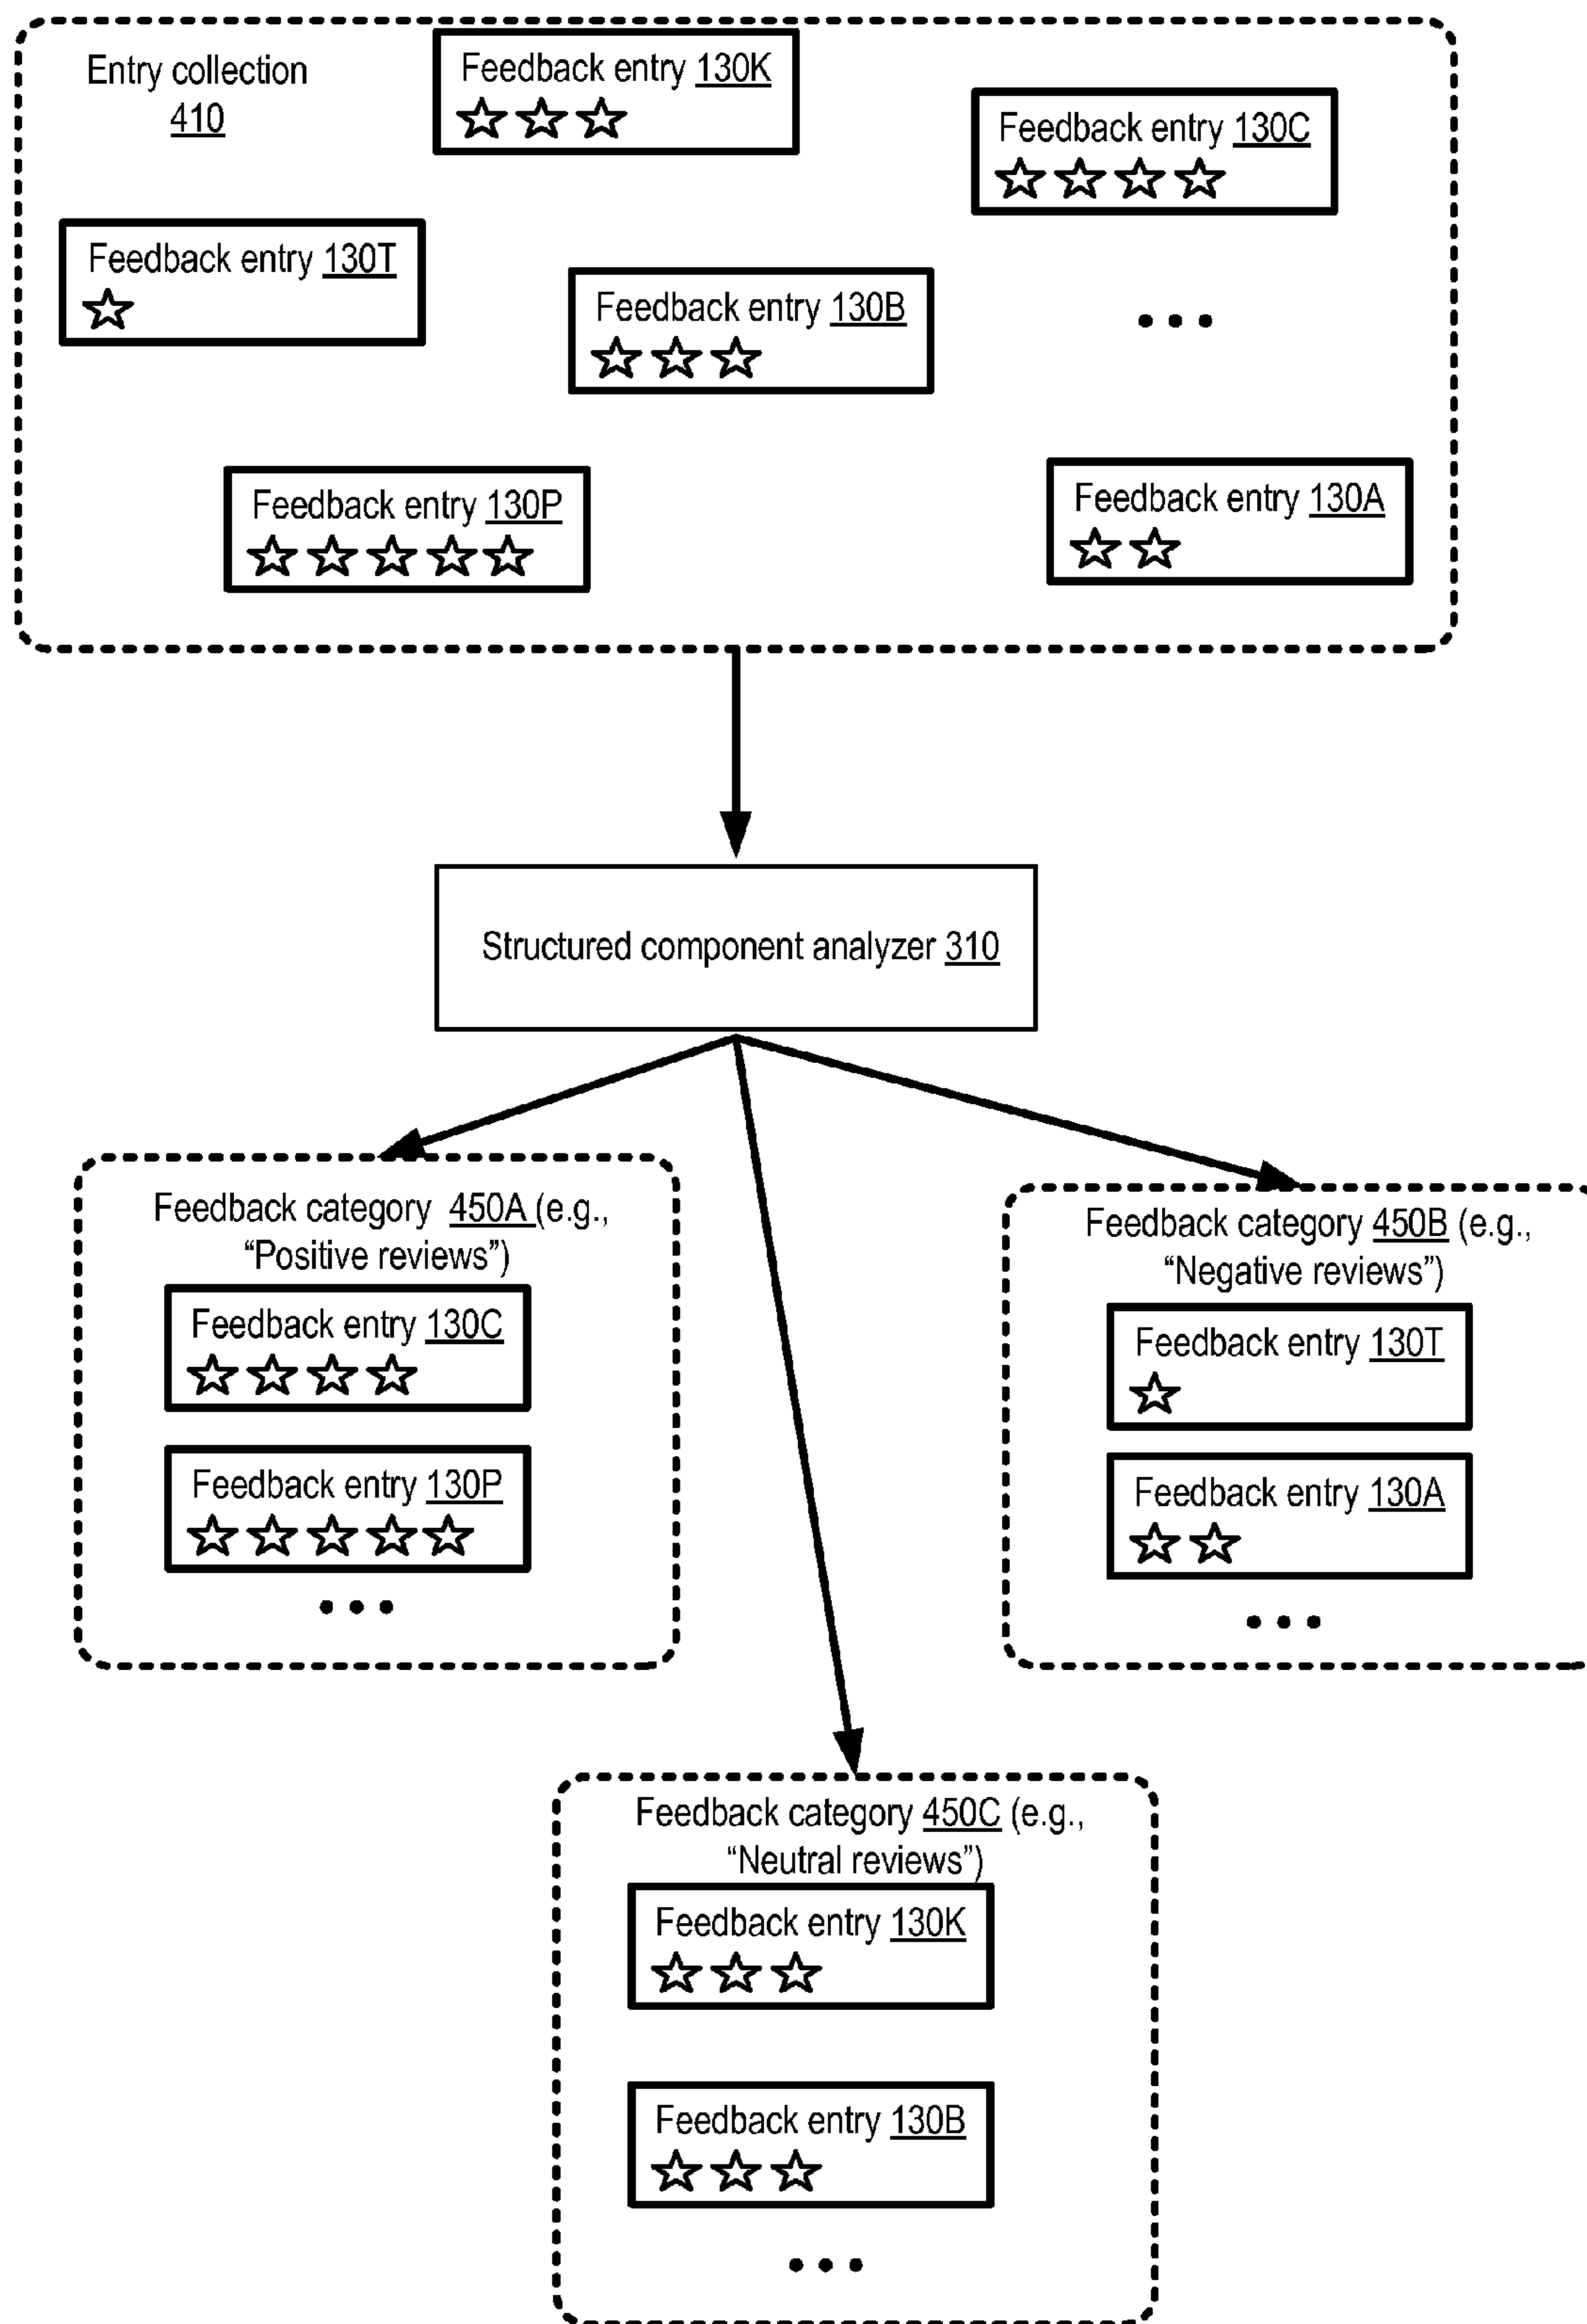 Entry collection
410
Feedback entry 130K
Feedback entry 130C
Feedback entry 130T
Feedback entry 130B
...
Feedback entry 130P
Feedback entry 130A
Structured component analyzer 310
Feedback category 450A (e.g.,
“Positive reviews”)
Feedback entry 130C
Feedback entry 130P
...
Feedback category 450B (e.g.,
“Negative reviews”)
Feedback entry 130T
Feedback entry 130A
...
Feedback category 450C (e.g.,
“Neutral reviews”)
Feedback entry 130K
Feedback entry 130B
...